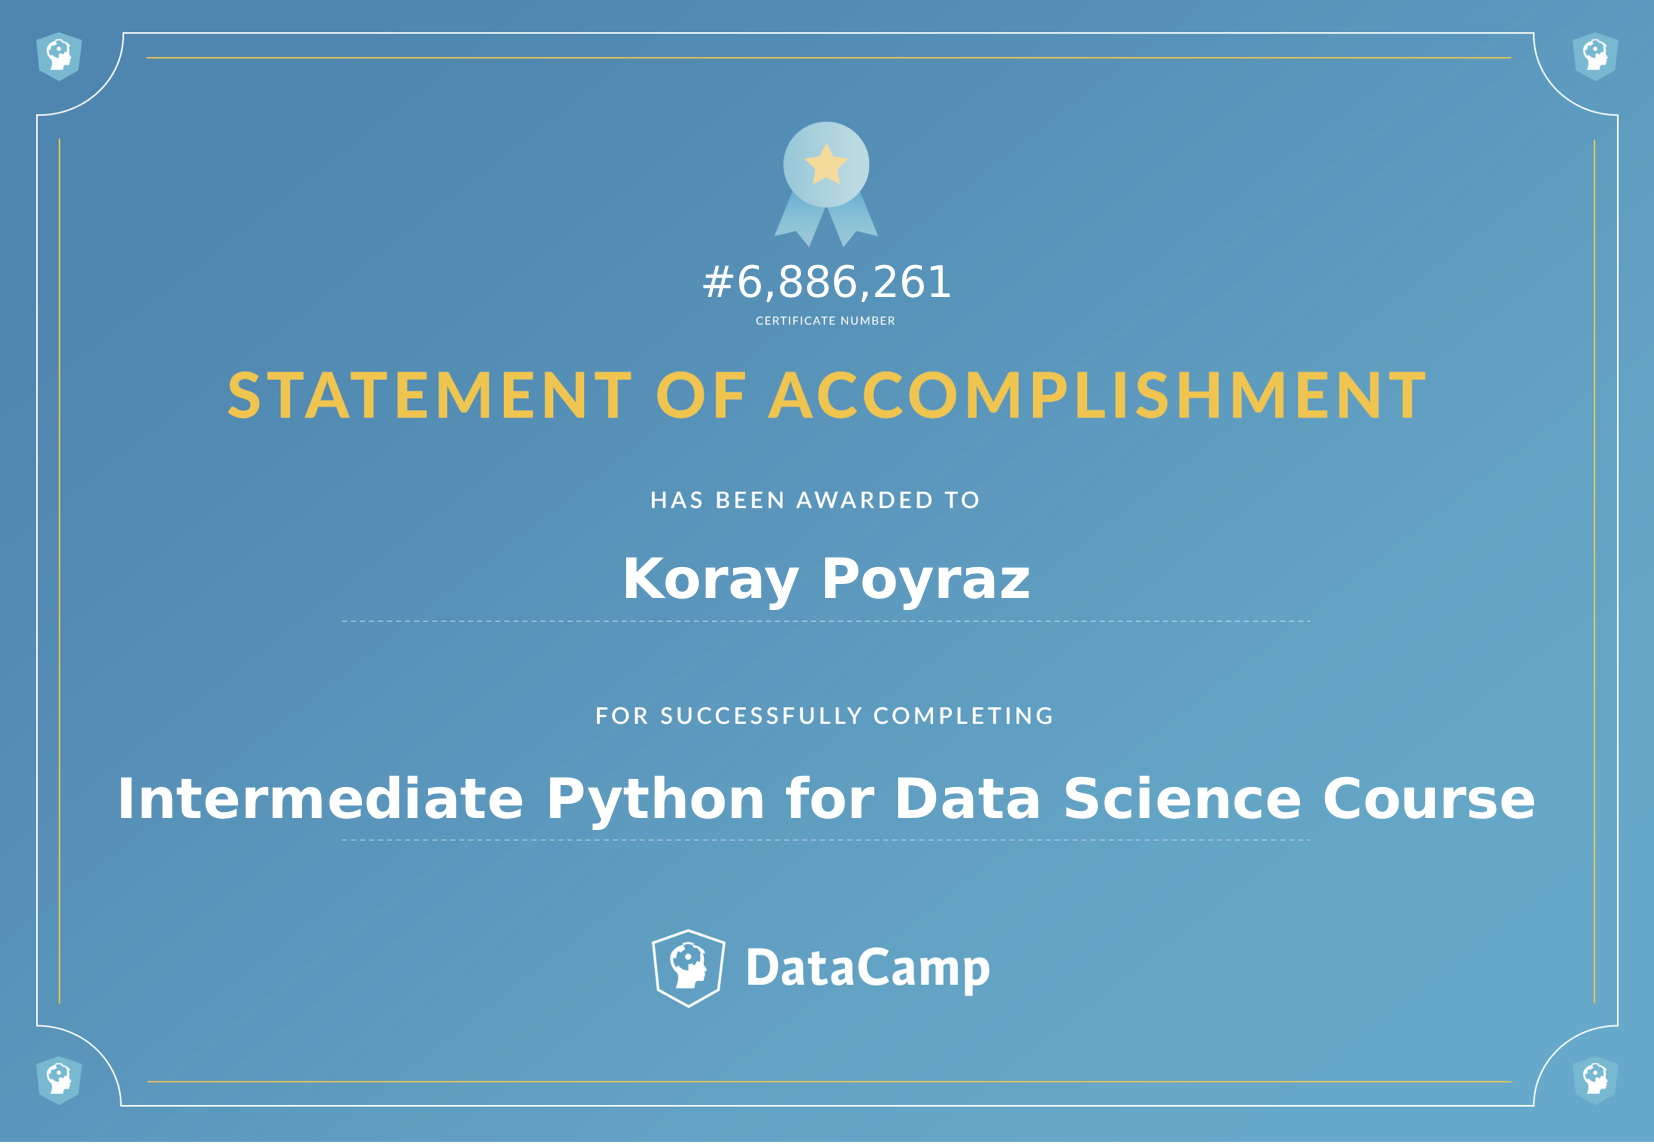 #6,886,261
CERTIFICATE NUMBER
STATEMENT OF ACCOMPLISHMENT
HAS BEEN AWARDED TO
Koray Poyraz
FOR SUCCESSFULLY COMPLETING
Intermediate Python for Data Science Course
DataCamp